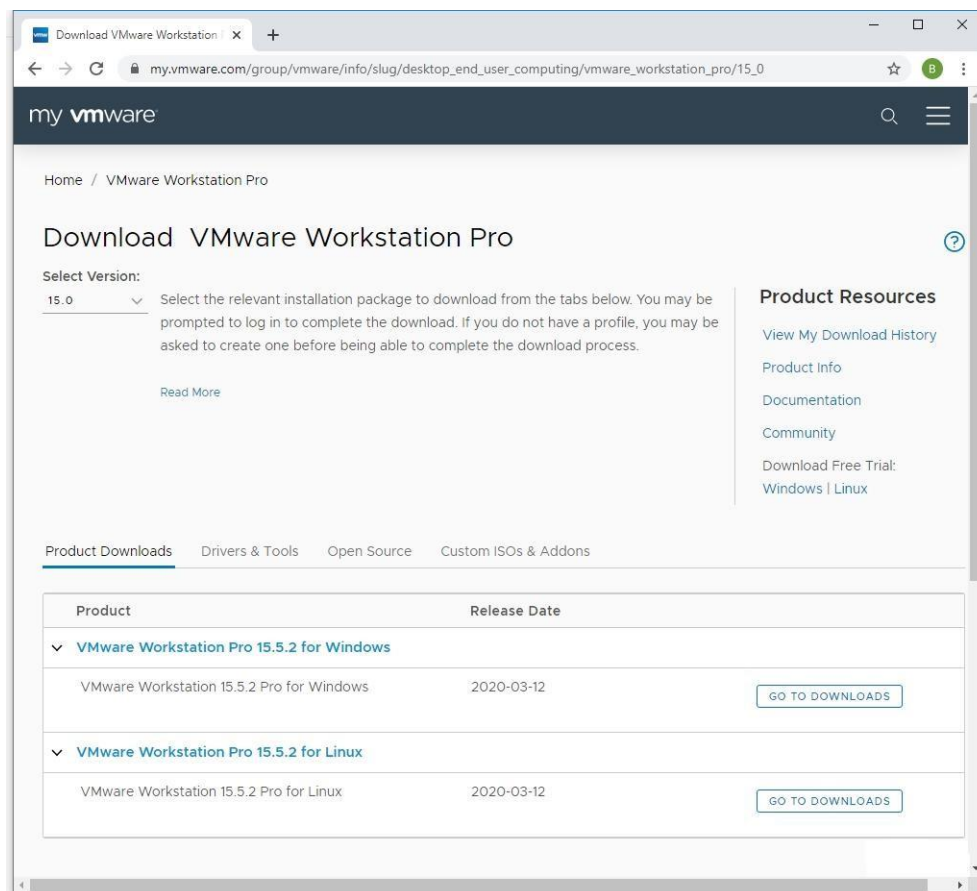 Download VMware Workstation
my.vmware.com/group/vmware/info/slug/desktop_end_user_computing/vmware_workstation_pro/15_0
B
my vmware
Home / VMware Workstation Pro
Download VMware Workstation Pro
Select Version:
15.0
Select the relevant installation package to download from the tabs below. You may be
prompted to log in to complete the download. If you do not have a profile, you may be
asked to create one before being able to complete the download process.
Read More
Product Resources
View My Download History
Product Info
Documentation
Community
Download Free Trial:
Windows | Linux
Product Downloads Drivers & Tools Open Source Custom ISOs & Addons
Product Release Date
VMware Workstation Pro 15.5.2 for Windows
VMware Workstation 15.5.2 Pro for Windows 2020-03-12 GO TO DOWNLOADS
VMware Workstation Pro 15.5.2 for Linux
VMware Workstation 15.5.2 Pro for Linux 2020-03-12 GO TO DOWNLOADS